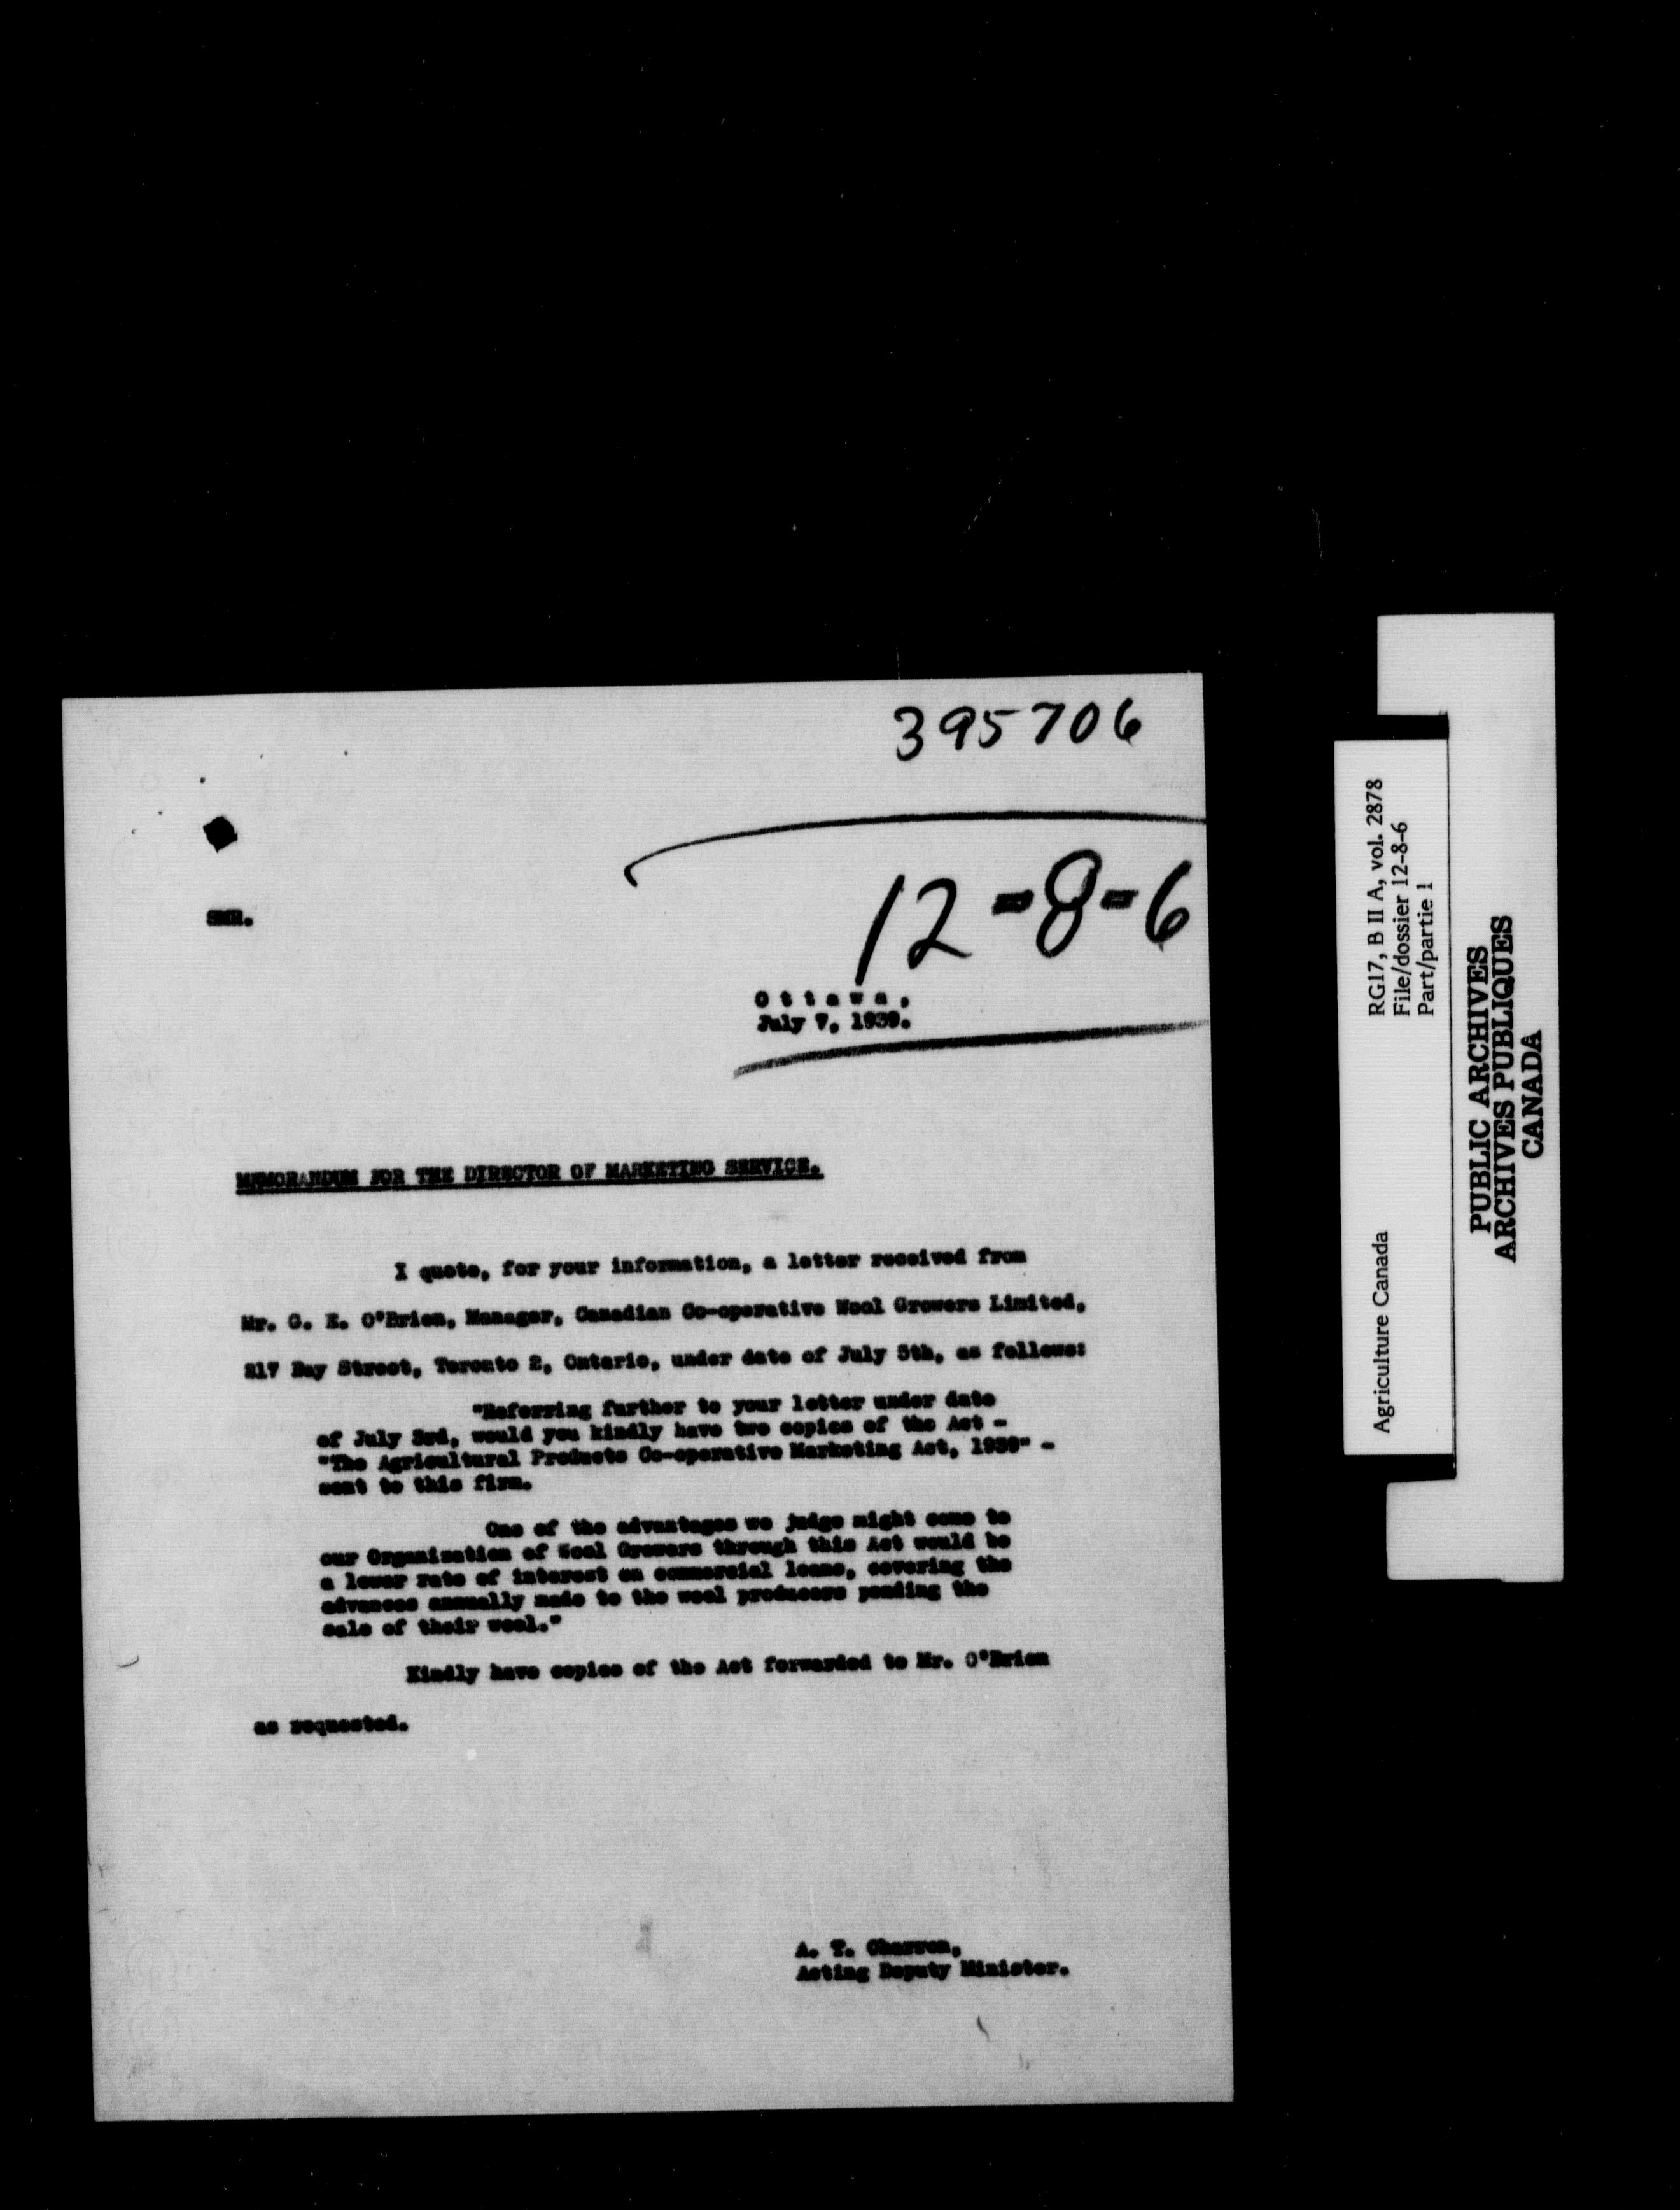 395706
12-8-6
SMR.
Ottawa,
July 7, 1939.
MEMORANDUM FOR THE DIRECTOR OF MARKETING SERVICE.
I quote, for your information, a letter received from
Mr. G. E. O'Brien, Manager, Canadian Co-operative Wool Growers Limited,
217 Bay Street, Toronto 2, Ontario, under date of July 5th, as follows:
"Referring further to your letter under date
of July 3rd, would you kindly have two copies of the Act -
"The Agricultural Products Co-operative Marketing Act, 1939" -
sent to this firm.
One of the advantages we judge might come to
our Organization of Wool Growers through this Act would be
a lower rate of interest on commercial loans, covering the
advances annually made to the wool producers pending the
sale of their wool."
Kindly have copies of the Act forwarded to Mr. O'Brien
as requested.
A. T. Charron,
Acting Deputy Minister.
Agriculture Canada
RG17, B II A, vol. 2878
File/dossier 12-8-6
Part/partie 1
PUBLIC ARCHIVES
ARCHIVES PUBLIQUES
CANADA